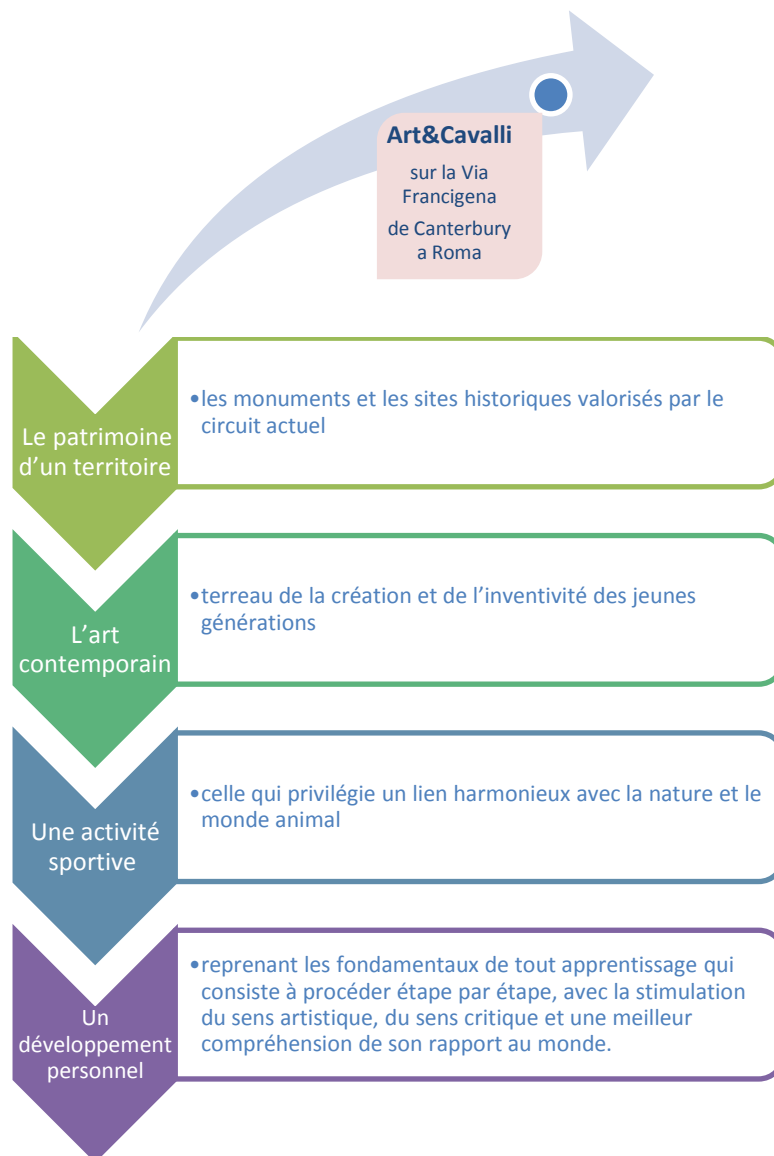 Art&Cavalli
sur la Via
Francigena
de Canterbury
a Roma
Le patrimoine
d’un territoire
•les monuments et les sites historiques valorisés par le
circuit actuel
L’art
contemporain
•terreau de la création et de l’inventivité des jeunes
générations
Une activité
sportive
•celle qui privilégie un lien harmonieux avec la nature et le
monde animal
Un
développement
personnel
•reprenant les fondamentaux de tout apprentissage qui
consiste à procéder étape par étape, avec la stimulation
du sens artistique, du sens critique et une meilleur
compréhension de son rapport au monde.